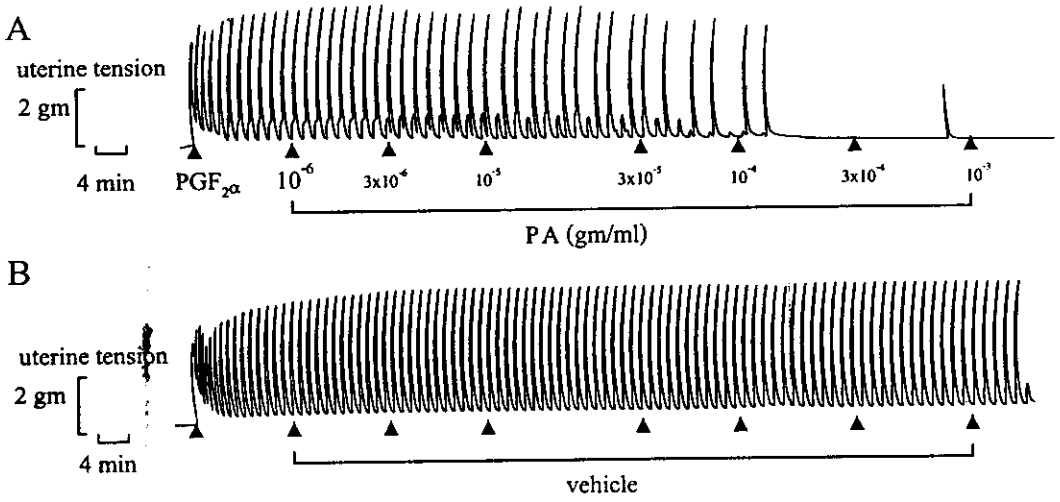 A
uterine tension
2 gm
4 min
PGF₂α
10⁻⁶
3x10⁻⁶
10⁻⁵
3x10⁻⁵
10⁻⁴
3x10⁻⁴
10⁻³
PA (gm/ml)
B
uterine tension
2 gm
4 min
vehicle